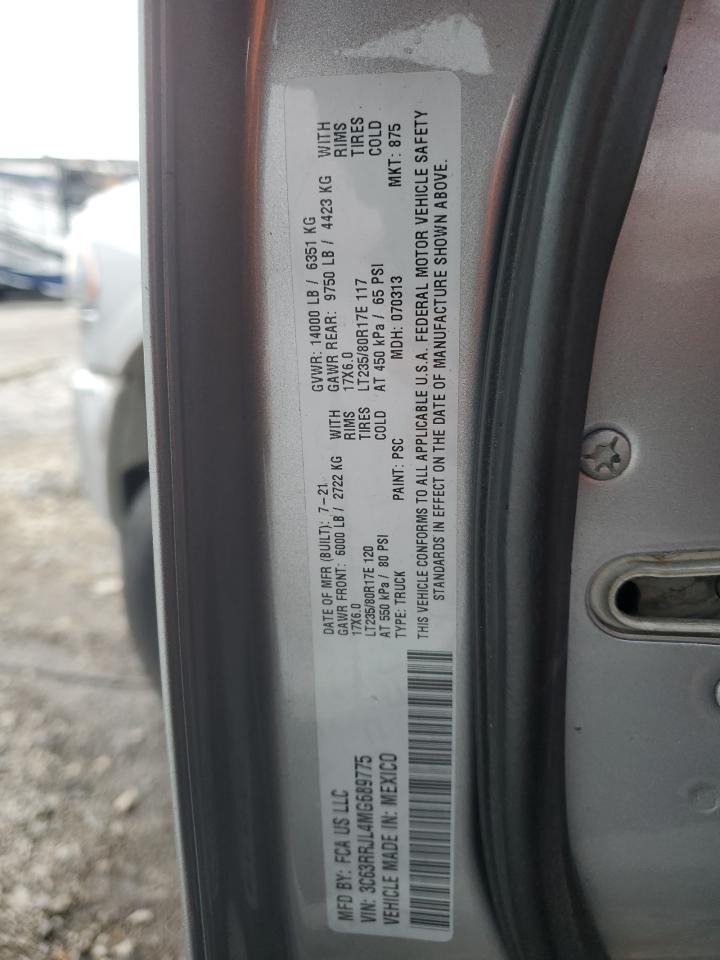 MFD BY: FCA US LLC
VIN: 3C63RRJL4MG689775
VEHICLE MADE IN: MEXICO
DATE OF MFR (BUILT): 7-21
GAWR FRONT: 6000 LB / 2722 KG WITH
17X6.0 RIMS
LT235/80R17E 120 TIRES
AT 550 kPa / 80 PSI COLD
TYPE: TRUCK PAINT: PSC
GVWR: 14000 LB / 6351 KG
GAWR REAR: 9750 LB / 4423 KG WITH
17X6.0 RIMS
LT235/80R17E 117 TIRES
AT 450 kPa / 65 PSI COLD
MDH: 070313 MKT: 875
THIS VEHICLE CONFORMS TO ALL APPLICABLE U.S.A. FEDERAL MOTOR VEHICLE SAFETY
STANDARDS IN EFFECT ON THE DATE OF MANUFACTURE SHOWN ABOVE.